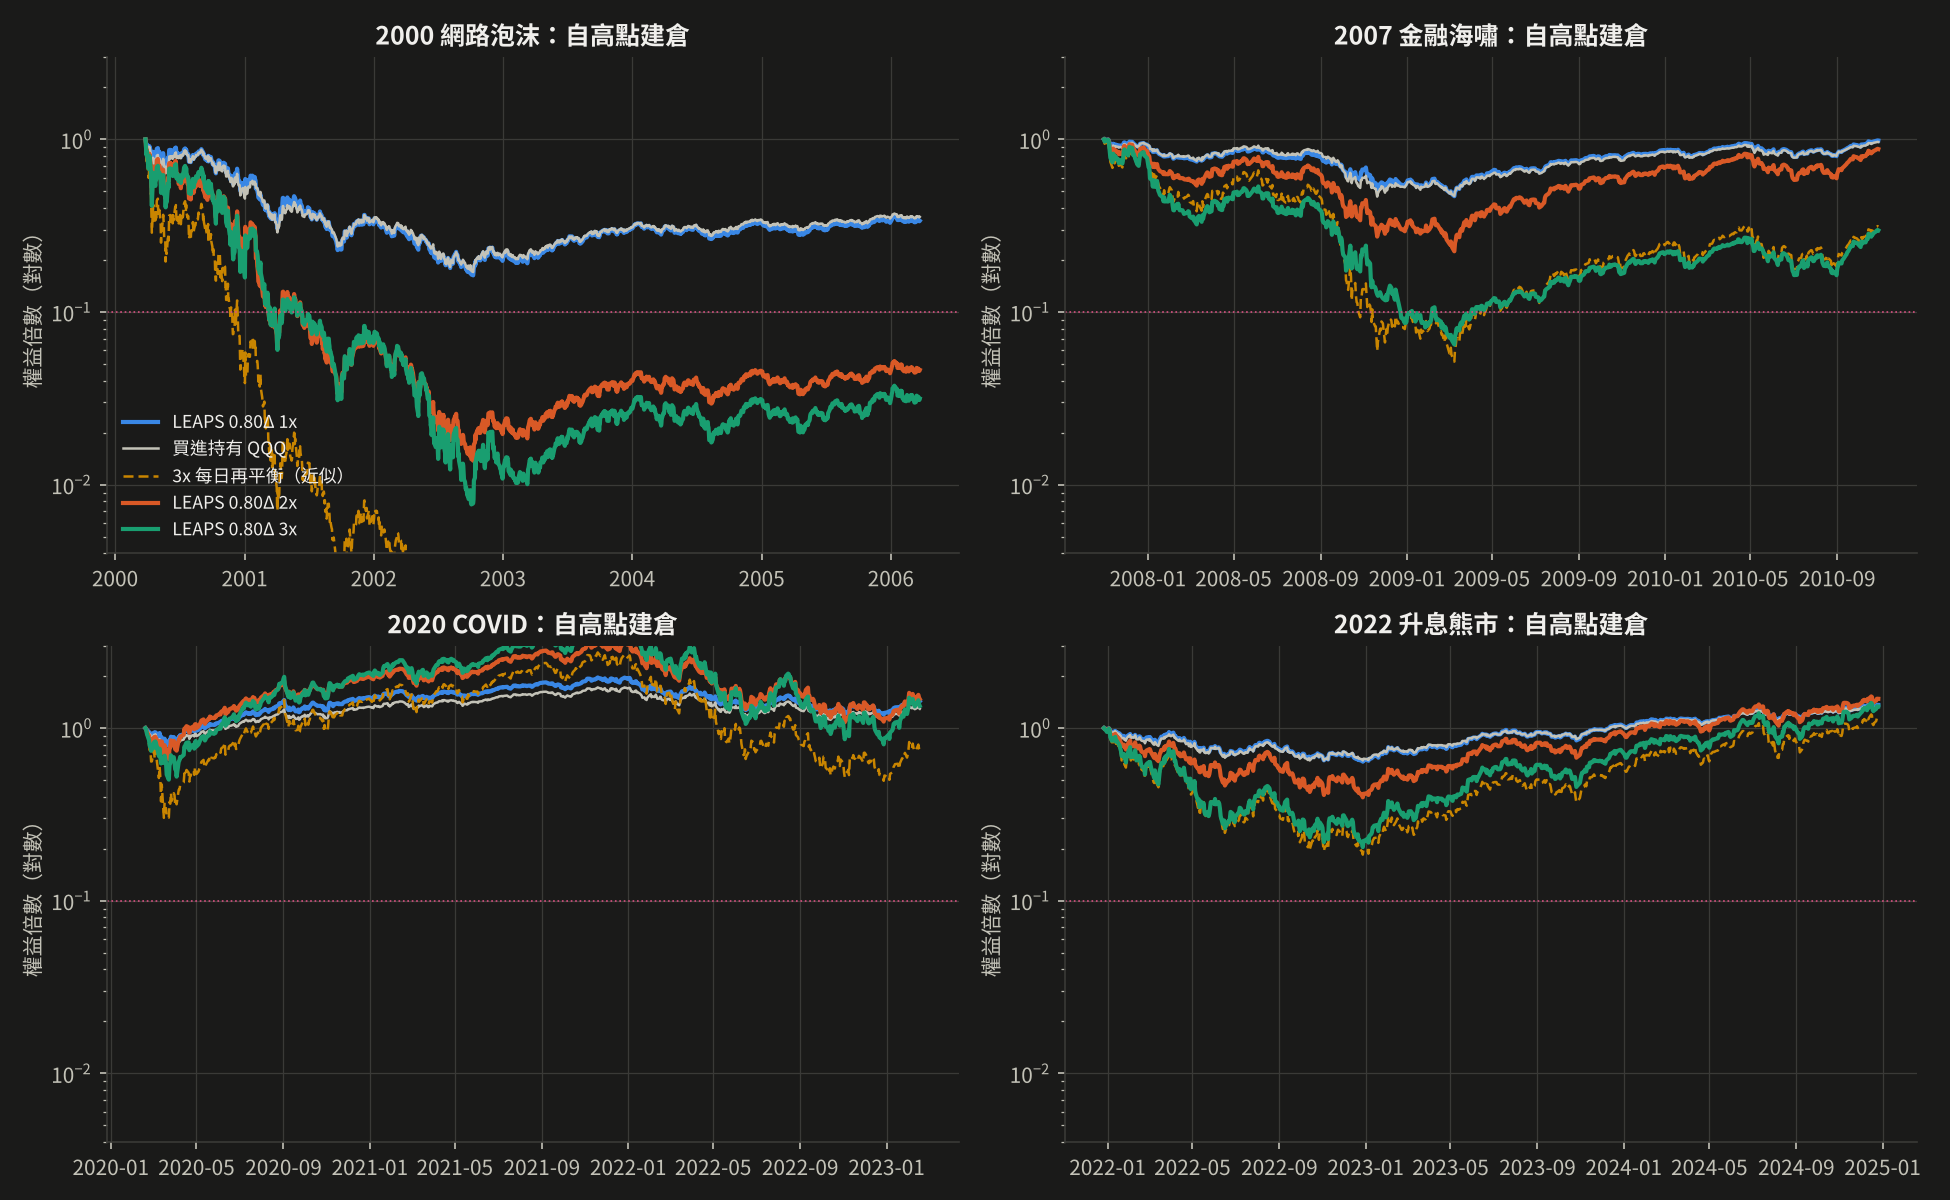 2000 網路泡沫：自高點建倉
權益倍數（對數）
10⁰
10⁻¹
10⁻²
LEAPS 0.80Δ 1x
買進持有 QQQ
3x 每日再平衡（近似）
LEAPS 0.80Δ 2x
LEAPS 0.80Δ 3x
2000 2001 2002 2003 2004 2005 2006
2007 金融海嘯：自高點建倉
權益倍數（對數）
10⁰
10⁻¹
10⁻²
2008-01 2008-05 2008-09 2009-01 2009-05 2009-09 2010-01 2010-05 2010-09
2020 COVID：自高點建倉
權益倍數（對數）
10⁰
10⁻¹
10⁻²
2020-01 2020-05 2020-09 2021-01 2021-05 2021-09 2022-01 2022-05 2022-09 2023-01
2022 升息熊市：自高點建倉
權益倍數（對數）
10⁰
10⁻¹
10⁻²
2022-01 2022-05 2022-09 2023-01 2023-05 2023-09 2024-01 2024-05 2024-09 2025-01